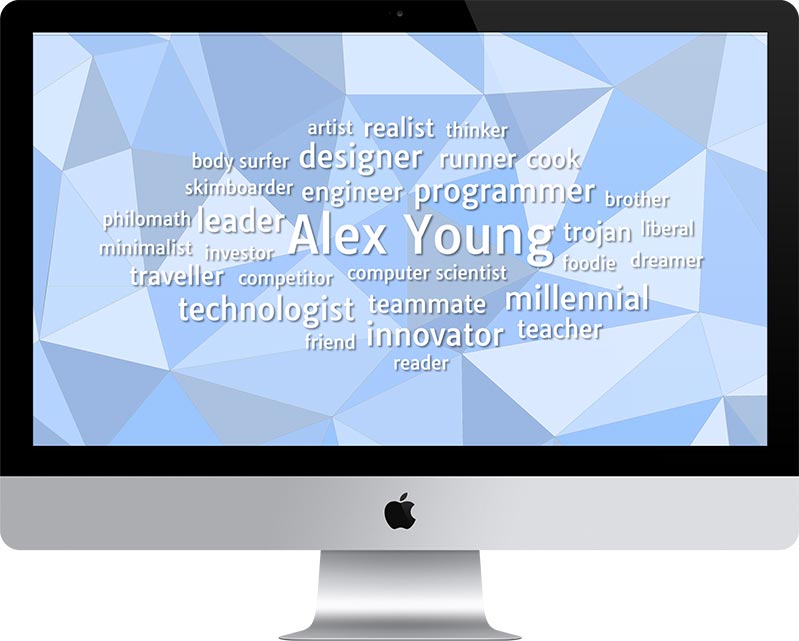 artist realist thinker
body surfer designer runner cook
skimboarder engineer programmer brother
philomath leader Alex Young trojan liberal
minimalist investor foodie dreamer
traveller competitor computer scientist
technologist teammate millennial
friend innovator teacher
reader